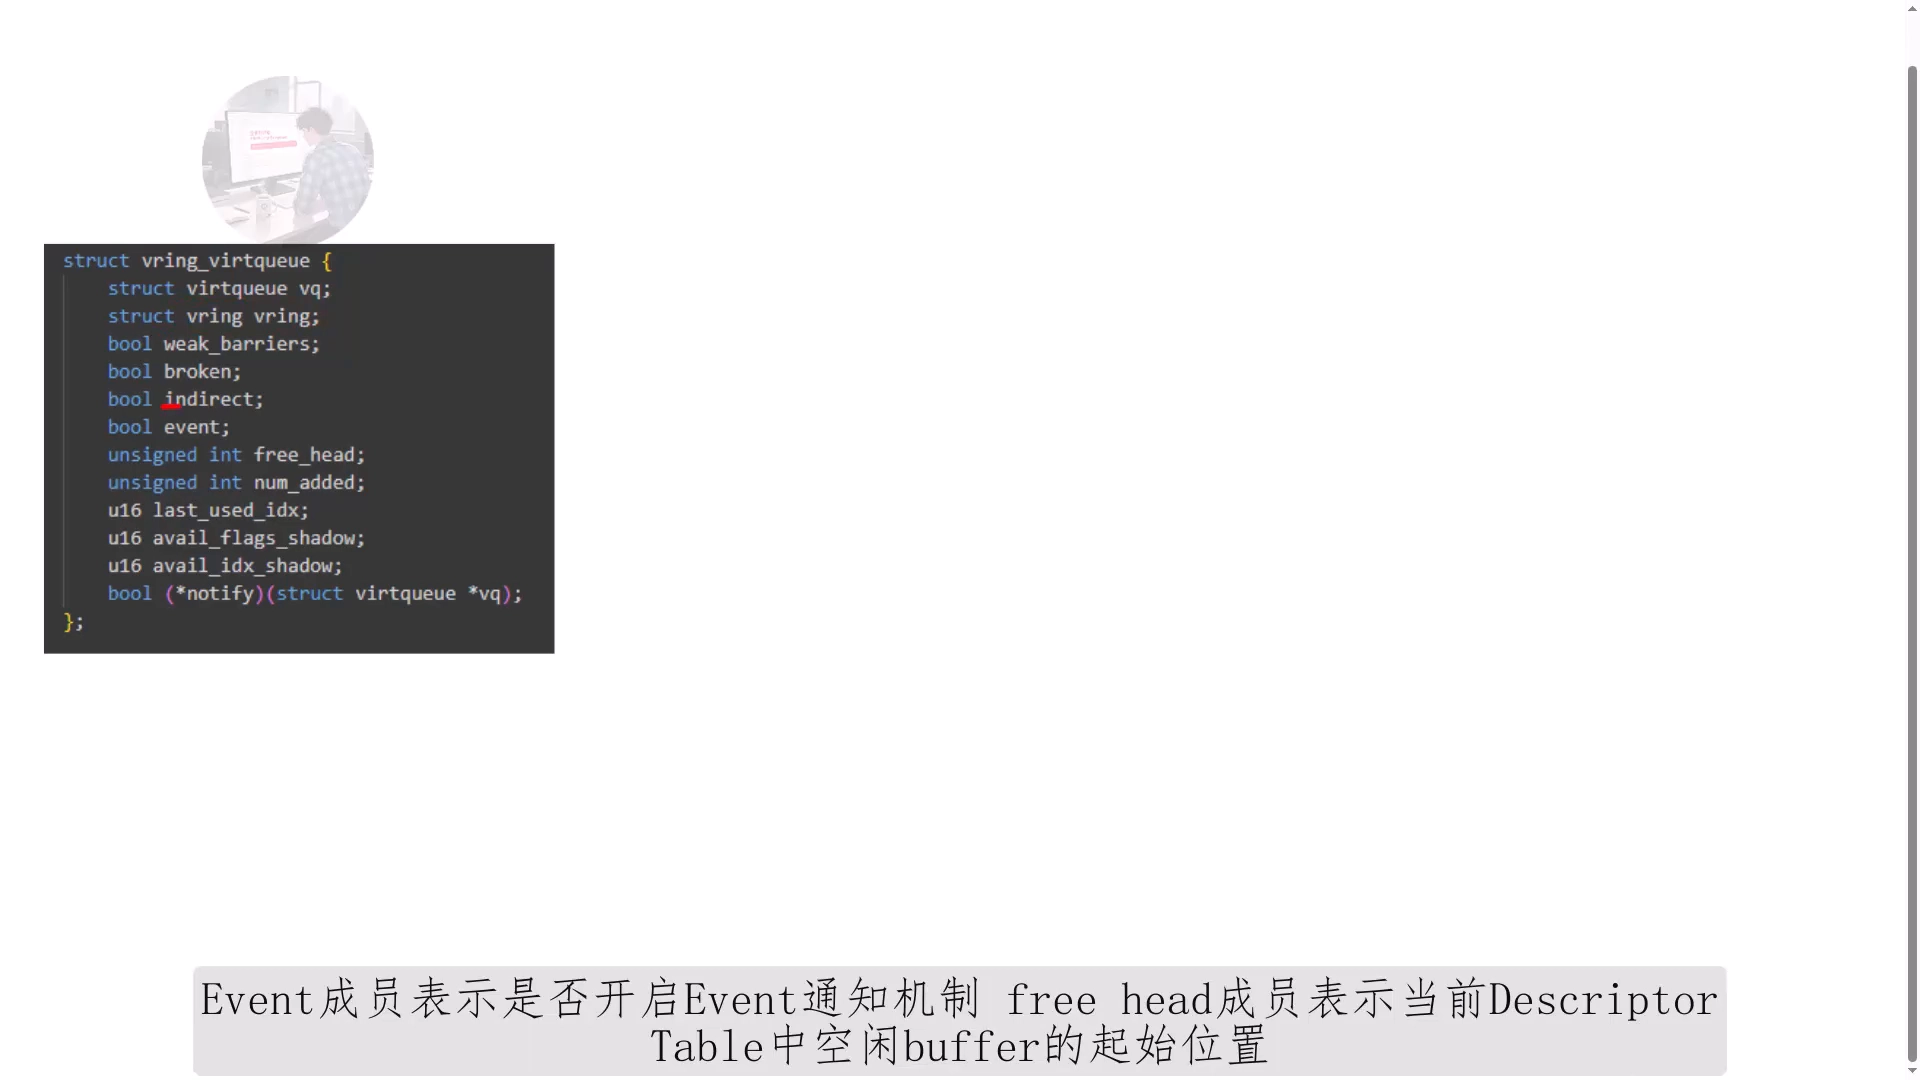 struct vring_virtqueue {
struct virtqueue vq;
struct vring vring;
bool weak_barriers;
bool broken;
bool indirect;
bool event;
unsigned int free_head;
unsigned int num_added;
u16 last_used_idx;
u16 avail_flags_shadow;
u16 avail_idx_shadow;
bool (*notify)(struct virtqueue *vq);
};
Event成员表示是否开启Event通知机制 free head成员表示当前Descriptor
Table中空闲buffer的起始位置